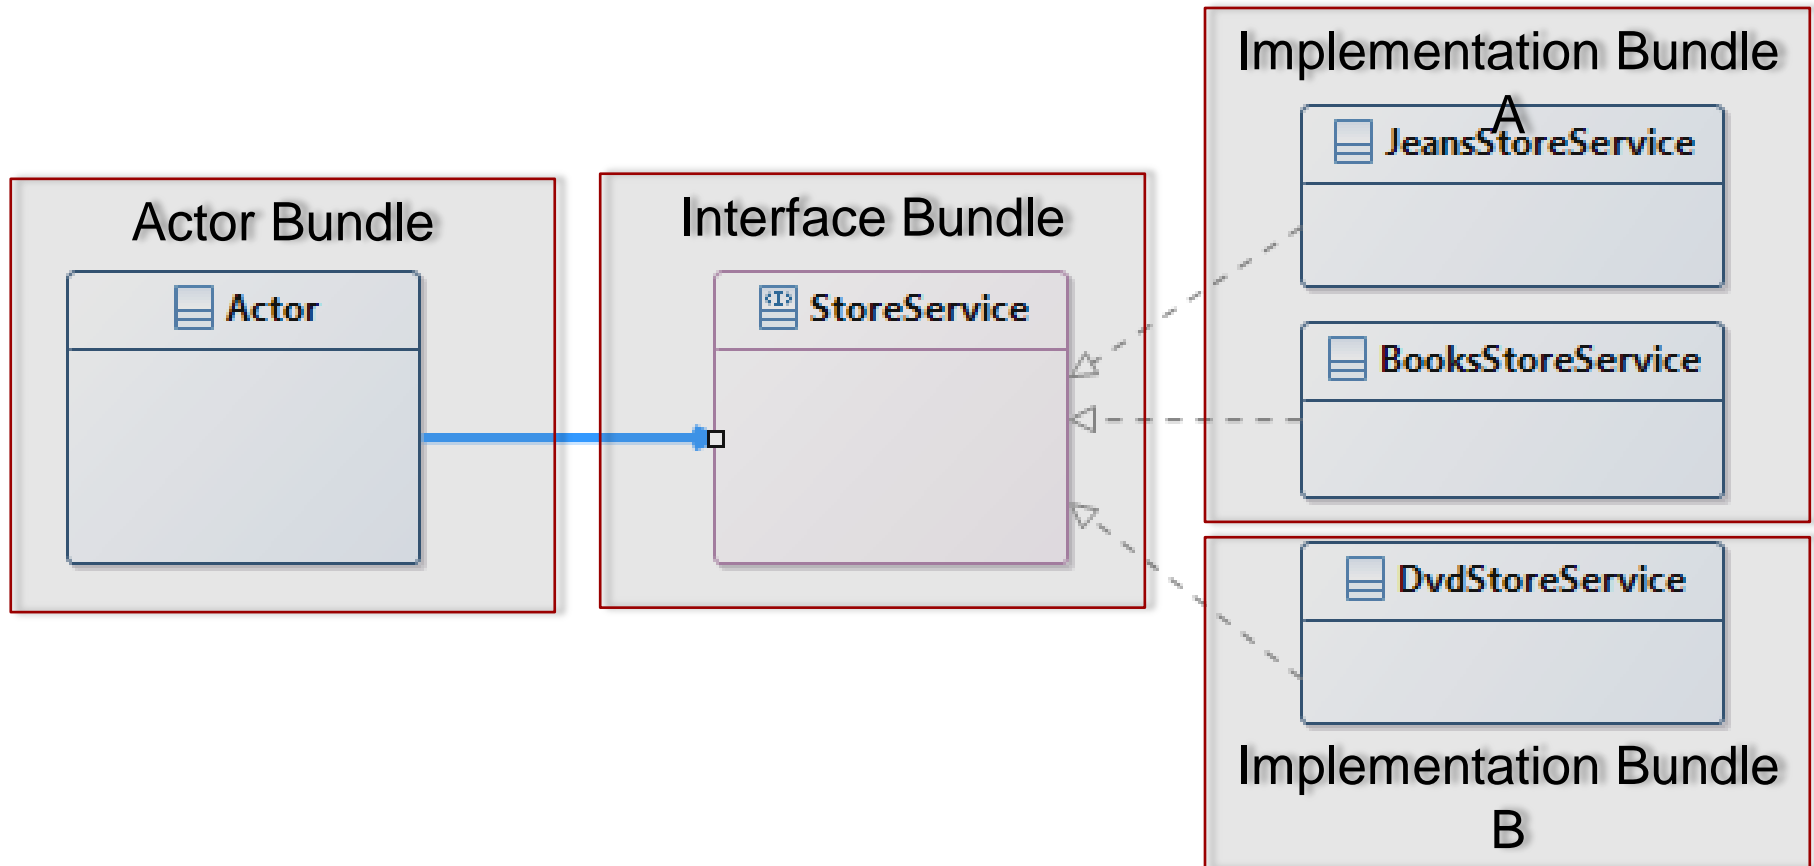 Actor Bundle
Actor
Interface Bundle
<I>
StoreService
Implementation Bundle
A
JeansStoreService
BooksStoreService
DvdStoreService
Implementation Bundle
B